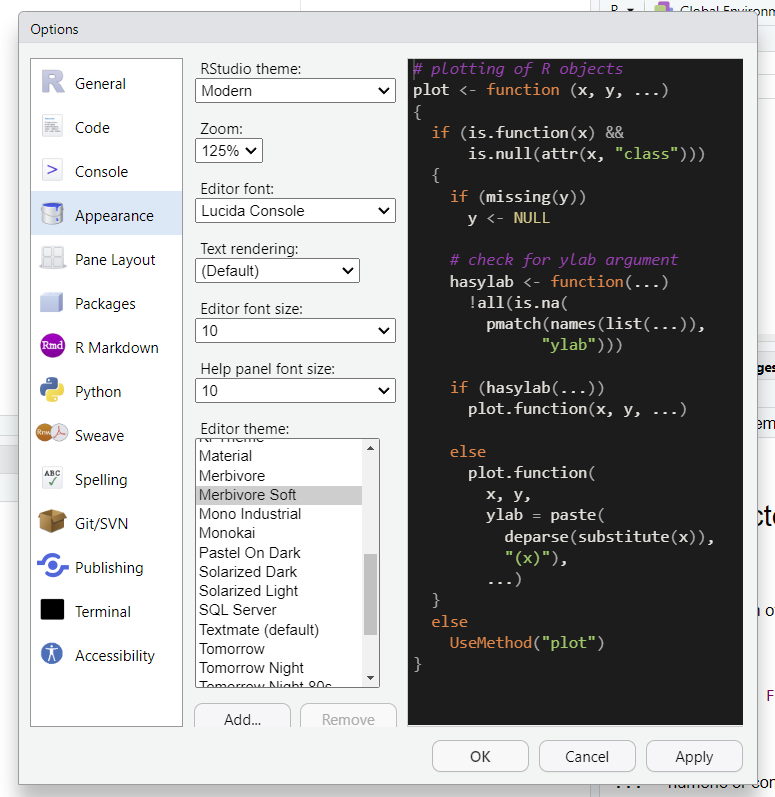 R
Global Environm
Options
General
Code
Console
Appearance
Pane Layout
Packages
Rmd
R Markdown
Python
Rnw
Sweave
ABC
Spelling
Git/SVN
Publishing
Terminal
Accessibility
RStudio theme:
Modern
Zoom:
125%
Editor font:
Lucida Console
Text rendering:
(Default)
Editor font size:
10
Help panel font size:
10
Editor theme:
Material
Merbivore
Merbivore Soft
Mono Industrial
Monokai
Pastel On Dark
Solarized Dark
Solarized Light
SQL Server
Textmate (default)
Tomorrow
Tomorrow Night
Tomorrow Night 80s
Add...
Remove
# plotting of R objects
plot <- function (x, y, ...)
{
  if (is.function(x) &&
      is.null(attr(x, "class")))
  {
    if (missing(y))
      y <- NULL

    # check for ylab argument
    hasylab <- function(...)
      !all(is.na(
        pmatch(names(list(...)),
              "ylab")))

    if (hasylab(...))
      plot.function(x, y, ...)

    else
      plot.function(
        x, y,
        ylab = paste(
          deparse(substitute(x)),
          "(x)"),
        ...)
  }
  else
    UseMethod("plot")
}
OK
Cancel
Apply